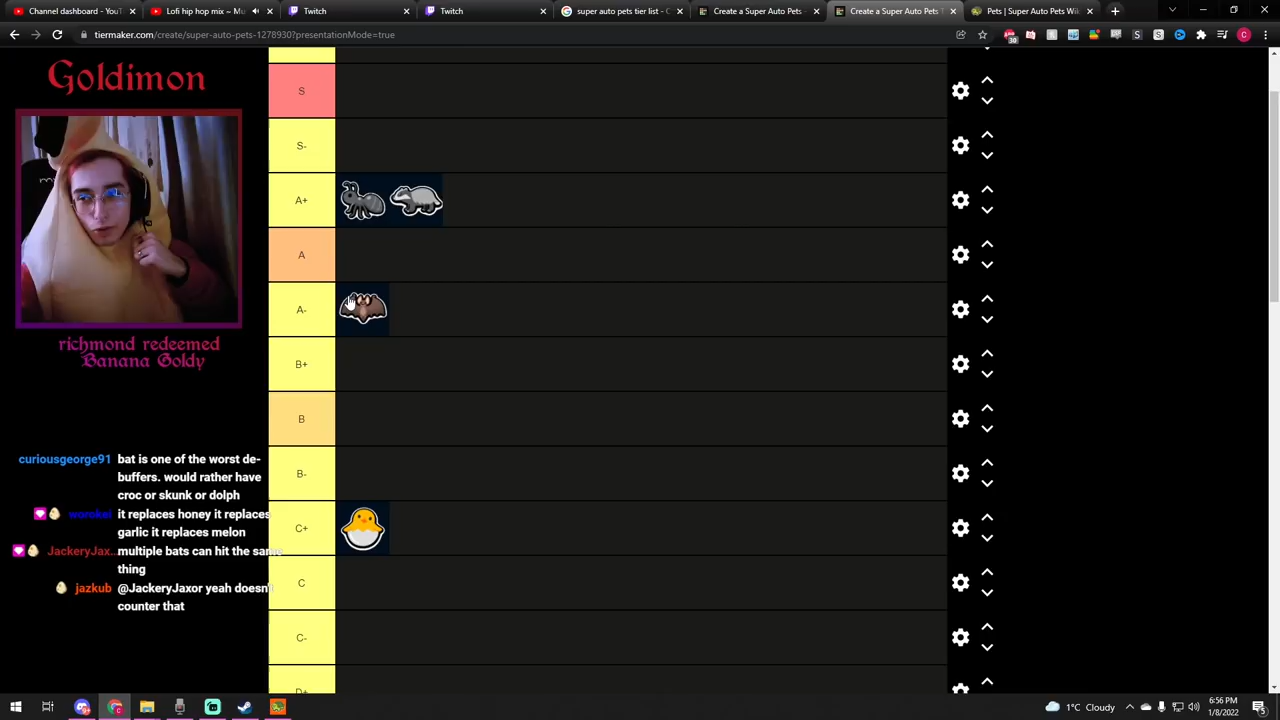 Channel dashboard - YouT
Lofi hip hop mix ~ Mu
Twitch
Twitch
super auto pets tier list - G
Create a Super Auto Pets
Create a Super Auto Pets T
Pets | Super Auto Pets Wi
tiermaker.com/create/super-auto-pets-1278930?presentationMode=true
30
C
Goldimon
richmond redeemed
Banana Goldy
S
S-
A+
A
A-
B+
B
B-
C+
C
C-
D+
curiousgeorge91 bat is one of the worst de-
buffers. would rather have
croc or skunk or dolph
worokei it replaces honey it replaces
garlic it replaces melon
JackeryJax... multiple bats can hit the same
thing
jazkub @JackeryJaxor yeah doesn't
counter that
1°C Cloudy
6:56 PM
1/8/2022